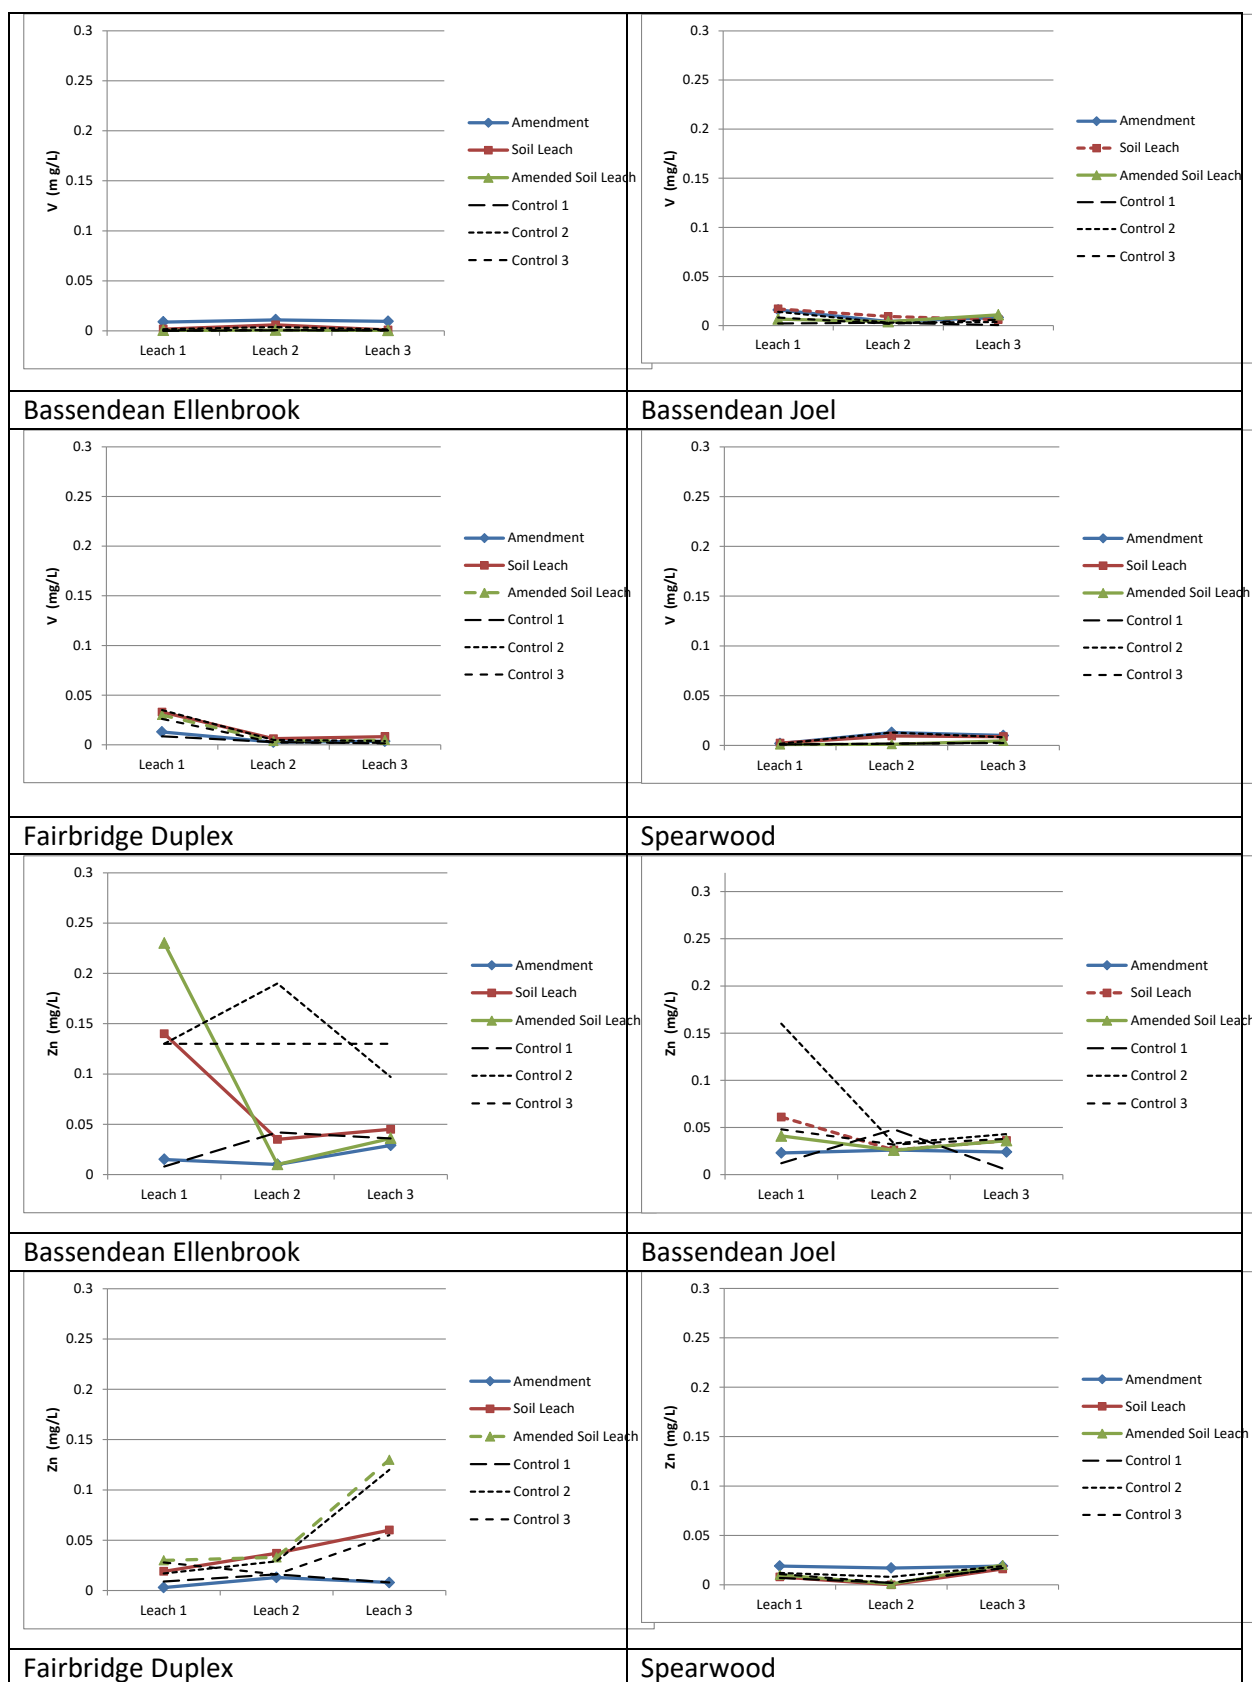 0.3
0.25
0.2
0.15
0.1
0.05
0
V (m g/L)
Leach 1 Leach 2 Leach 3
Amendment
Soil Leach
Amended Soil Leach
Control 1
Control 2
Control 3
0.3
0.25
0.2
0.15
0.1
0.05
0
V (mg/L)
Leach 1 Leach 2 Leach 3
Amendment
Soil Leach
Amended Soil Leach
Control 1
Control 2
Control 3
Bassendean Ellenbrook
Bassendean Joel
0.3
0.25
0.2
0.15
0.1
0.05
0
V (mg/L)
Leach 1 Leach 2 Leach 3
Amendment
Soil Leach
Amended Soil Leach
Control 1
Control 2
Control 3
0.3
0.25
0.2
0.15
0.1
0.05
0
V (mg/L)
Leach 1 Leach 2 Leach 3
Amendment
Soil Leach
Amended Soil Leach
Control 1
Control 2
Control 3
Fairbridge Duplex
Spearwood
0.3
0.25
0.2
0.15
0.1
0.05
0
Zn (mg/L)
Leach 1 Leach 2 Leach 3
Amendment
Soil Leach
Amended Soil Leach
Control 1
Control 2
Control 3
0.3
0.25
0.2
0.15
0.1
0.05
0
Zn (mg/L)
Leach 1 Leach 2 Leach 3
Amendment
Soil Leach
Amended Soil Leach
Control 1
Control 2
Control 3
Bassendean Ellenbrook
Bassendean Joel
0.3
0.25
0.2
0.15
0.1
0.05
0
Zn (mg/L)
Leach 1 Leach 2 Leach 3
Amendment
Soil Leach
Amended Soil Leach
Control 1
Control 2
Control 3
0.3
0.25
0.2
0.15
0.1
0.05
0
Zn (mg/L)
Leach 1 Leach 2 Leach 3
Amendment
Soil Leach
Amended Soil Leach
Control 1
Control 2
Control 3
Fairbridge Duplex
Spearwood